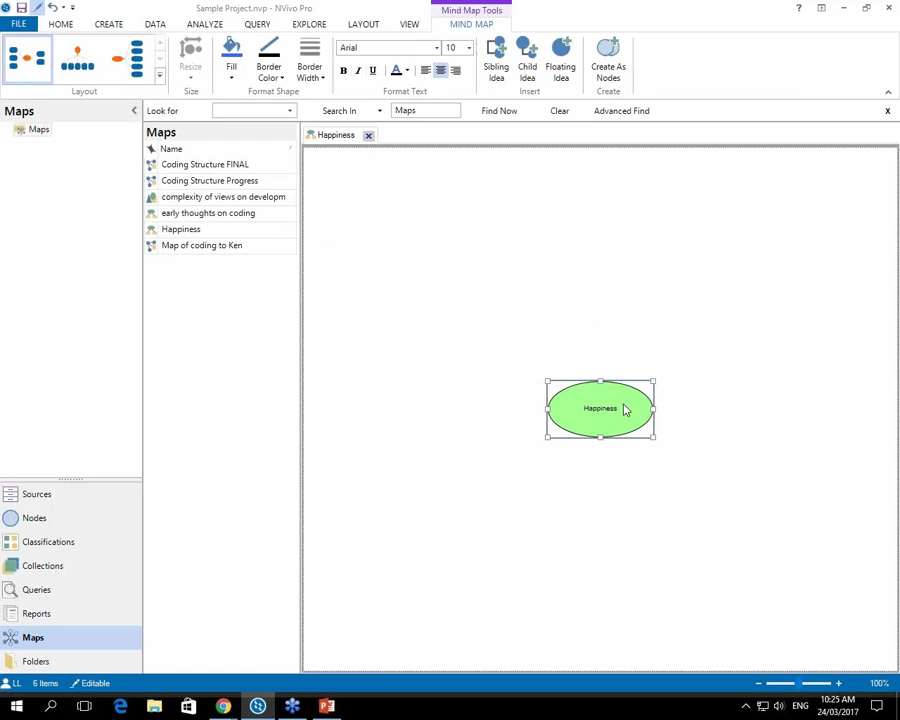 Mind Map Tools
Sample Project.nvp - NVivo Pro
FILE HOME CREATE DATA ANALYZE QUERY EXPLORE LAYOUT VIEW MIND MAP
Arial 10
Resize
Fill
Border Color
Border Width
B I U A
Sibling Idea
Child Idea
Floating Idea
Create As Nodes
Layout Size Format Shape Format Text Insert Create
Maps
Look for Search In Maps Find Now Clear Advanced Find x
Maps
Maps
Name
Coding Structure FINAL
Coding Structure Progress
complexity of views on developm
early thoughts on coding
Happiness
Map of coding to Ken
Happiness
Happiness
Sources
Nodes
Classifications
Collections
Queries
Reports
Maps
Folders
LL 6 Items Editable 100%
10:25 AM
24/03/2017